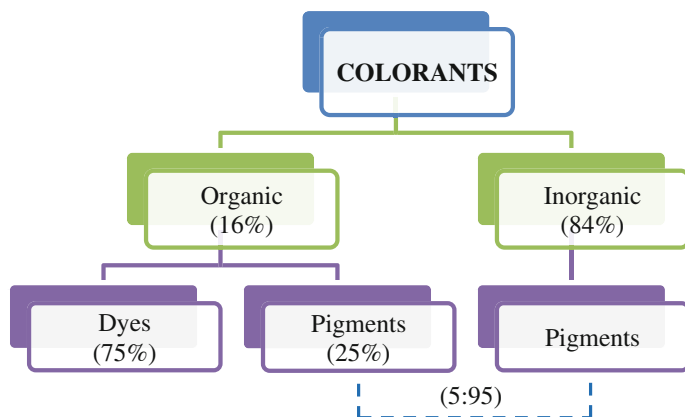 COLORANTS
Organic
(16%)
Inorganic
(84%)
Dyes
(75%)
Pigments
(25%)
Pigments
(5:95)